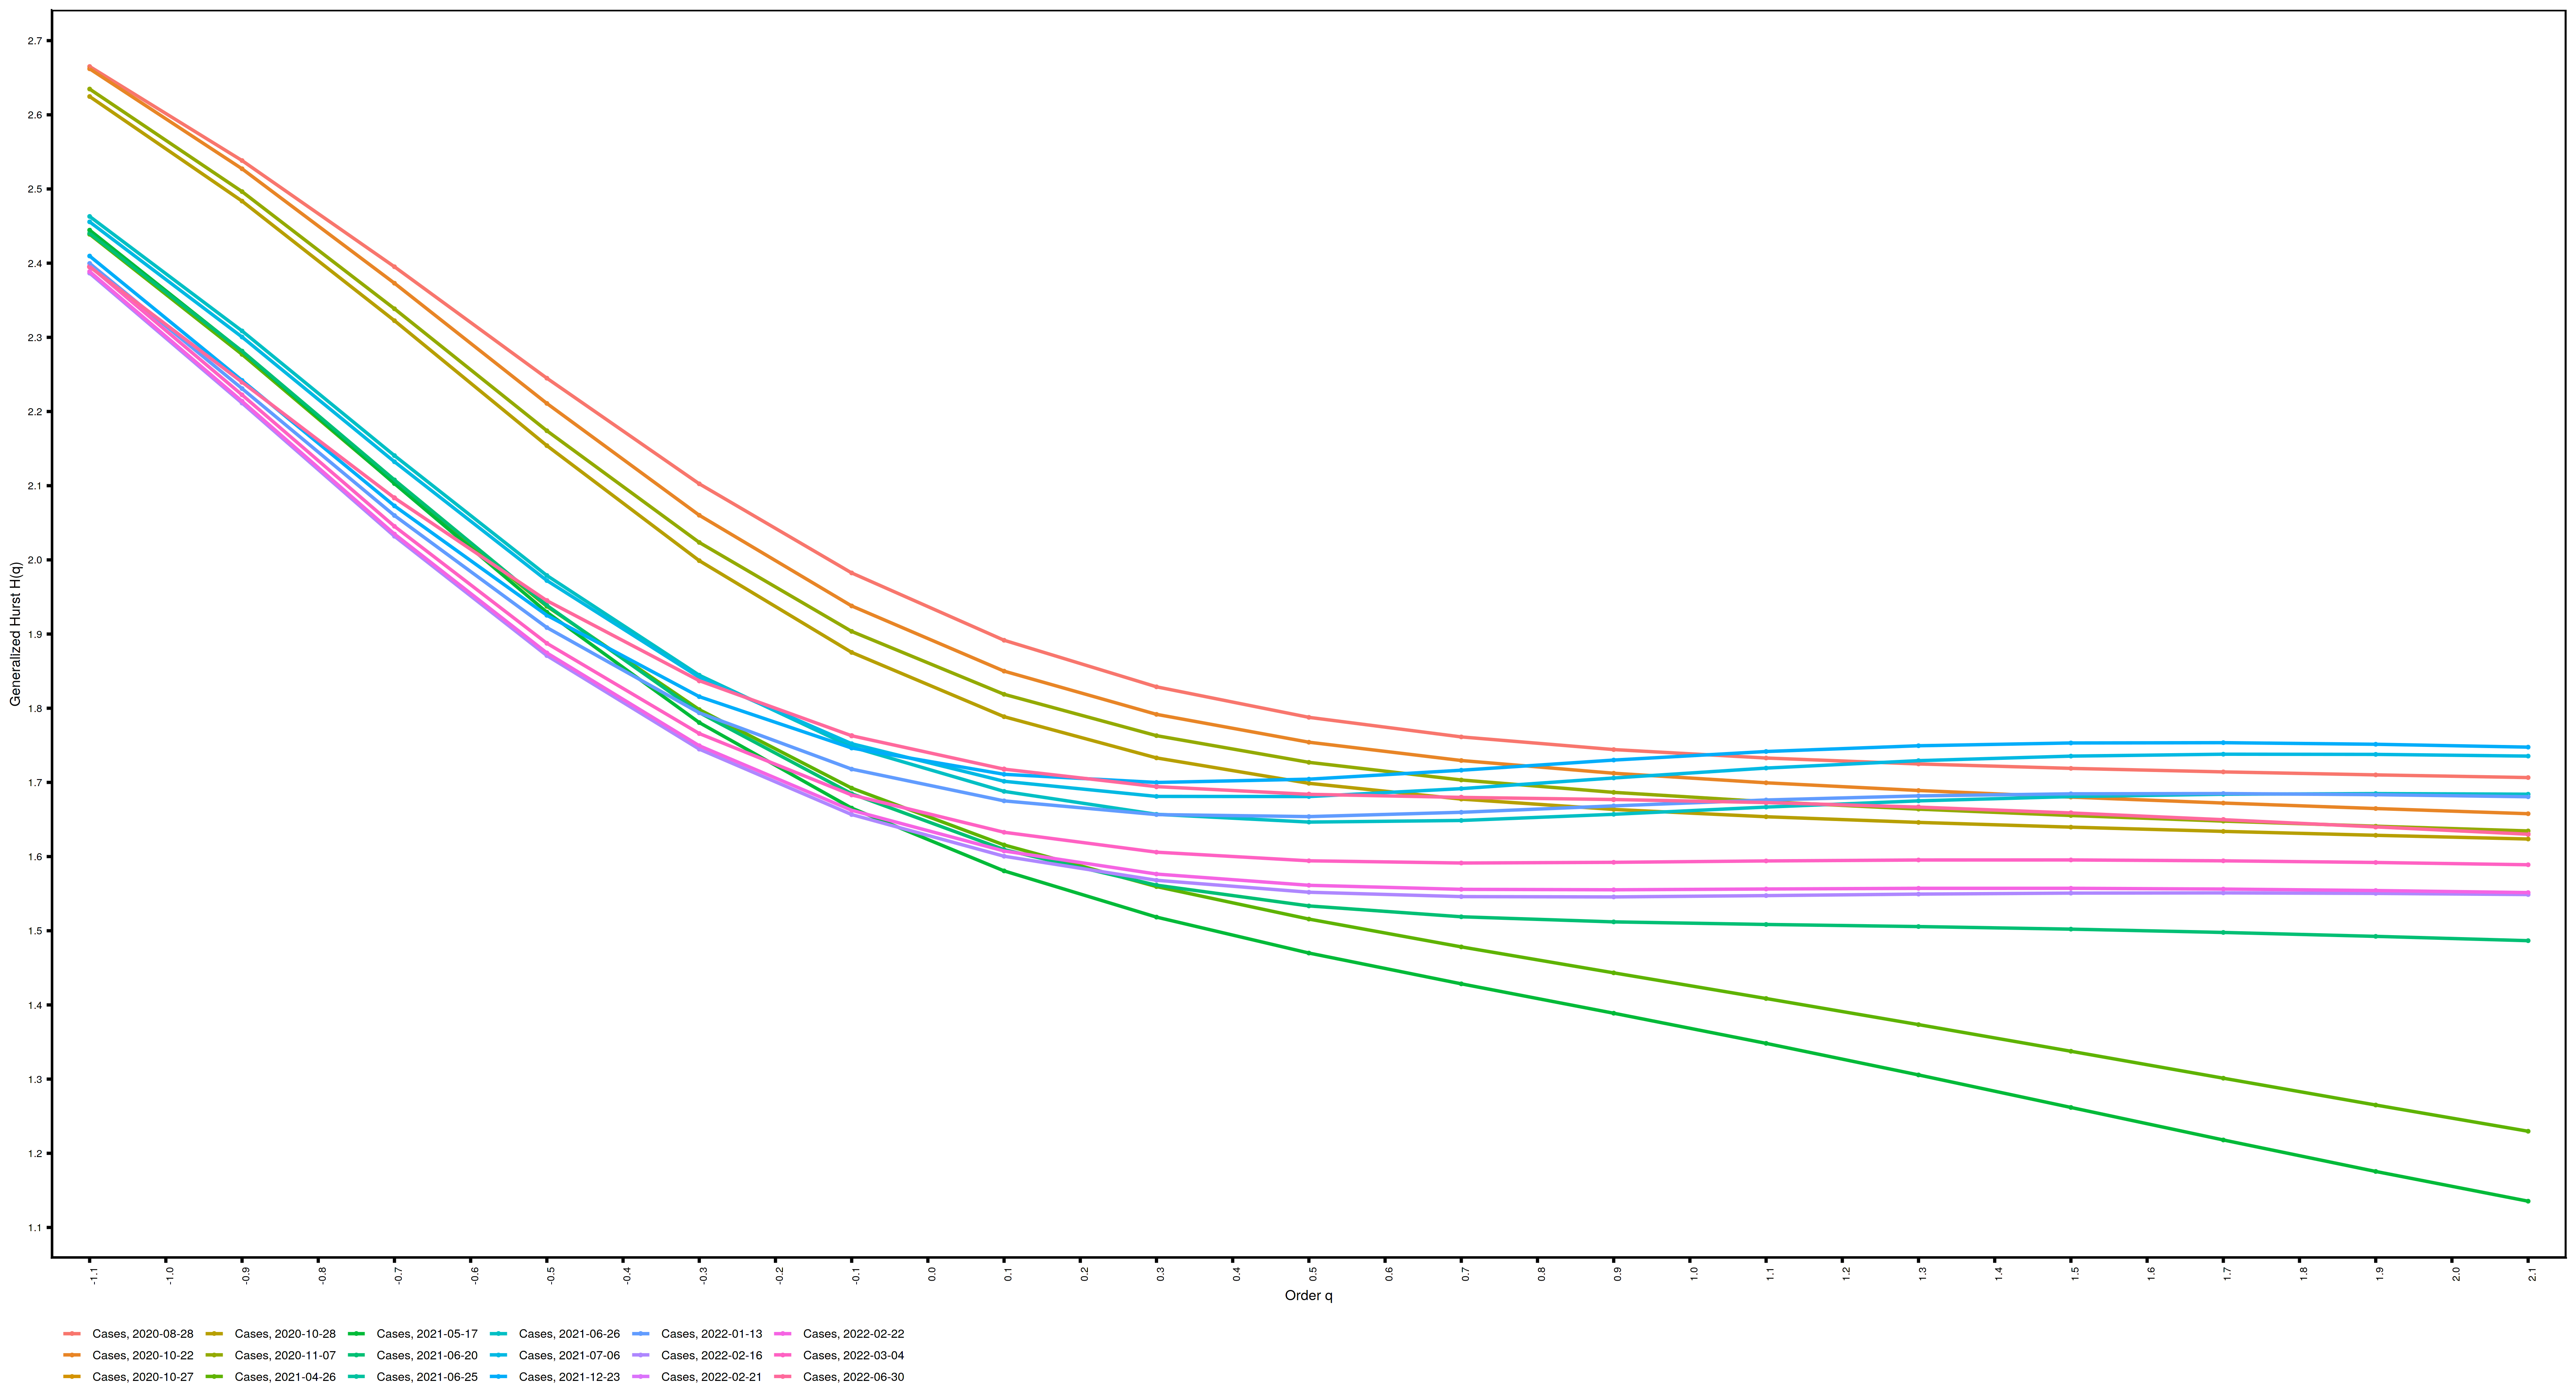 Generalized Hurst H(q)
2.7
2.6
2.5
2.4
2.3
2.2
2.1
2.0
1.9
1.8
1.7
1.6
1.5
1.4
1.3
1.2
1.1
-1.1 -1.0 -0.9 -0.8 -0.7 -0.6 -0.5 -0.4 -0.3 -0.2 -0.1 0.0 0.1 0.2 0.3 0.4 0.5 0.6 0.7 0.8 0.9 1.0 1.1 1.2 1.3 1.4 1.5 1.6 1.7 1.8 1.9 2.0 2.1
Order q
Cases, 2020-08-28 Cases, 2020-10-28 Cases, 2021-05-17 Cases, 2021-06-26 Cases, 2022-01-13 Cases, 2022-02-22
Cases, 2020-10-22 Cases, 2020-11-07 Cases, 2021-06-20 Cases, 2021-07-06 Cases, 2022-02-16 Cases, 2022-03-04
Cases, 2020-10-27 Cases, 2021-04-26 Cases, 2021-06-25 Cases, 2021-12-23 Cases, 2022-02-21 Cases, 2022-06-30